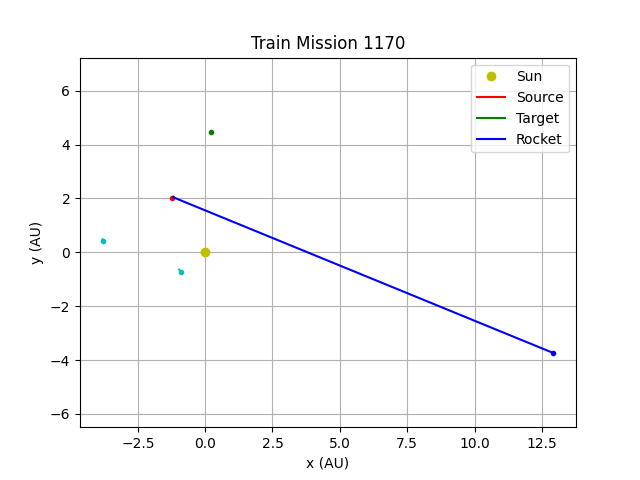 Train Mission 1170
Sun
Source
Target
Rocket
y (AU)
6
4
2
0
−2
−4
−6
−2.5
0.0
2.5
5.0
7.5
10.0
12.5
x (AU)